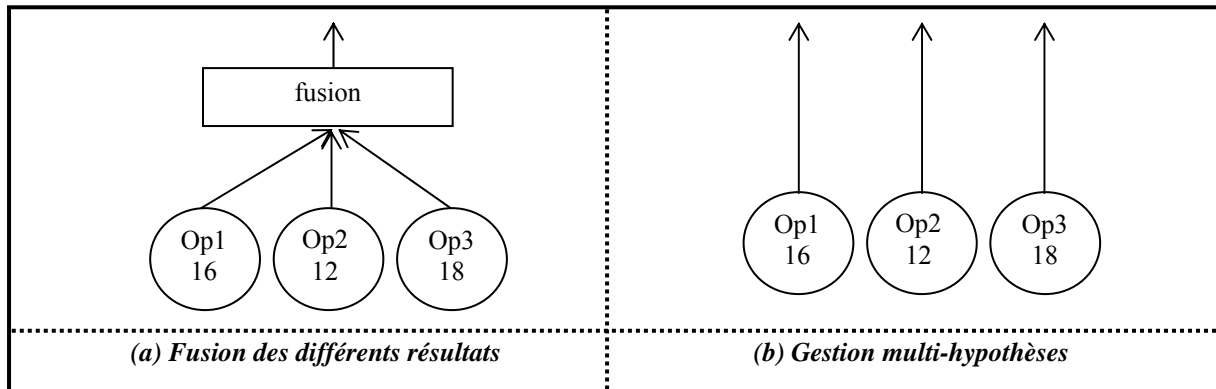 fusion
Op1
16
Op2
12
Op3
18
(a) Fusion des différents résultats
Op1
16
Op2
12
Op3
18
(b) Gestion multi-hypothèses